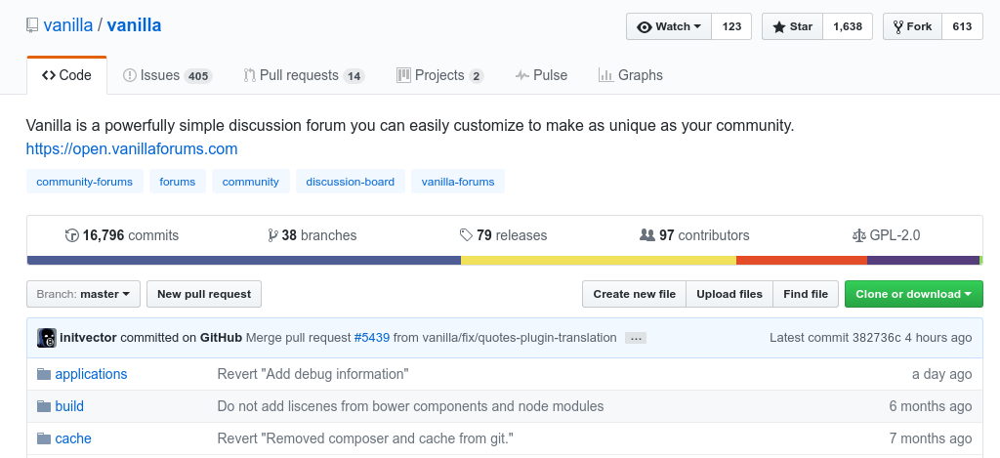 vanilla / vanilla Watch 123 Star 1,638 Fork 613
Code Issues 405 Pull requests 14 Projects 2 Pulse Graphs
Vanilla is a powerfully simple discussion forum you can easily customize to make as unique as your community.
https://open.vanillaforums.com
community-forums forums community discussion-board vanilla-forums
16,796 commits 38 branches 79 releases 97 contributors GPL-2.0
Branch: master New pull request Create new file Upload files Find file Clone or download
initvector committed on GitHub Merge pull request #5439 from vanilla/fix/quotes-plugin-translation ... Latest commit 382736c 4 hours ago
applications Revert "Add debug information" a day ago
build Do not add liscenes from bower components and node modules 6 months ago
cache Revert "Removed composer and cache from git." 7 months ago